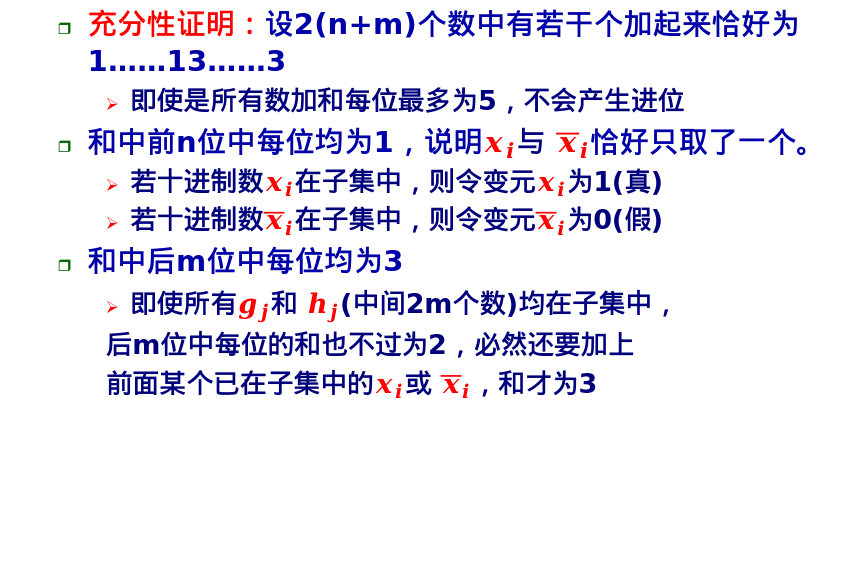 充分性证明：设2(n+m)个数中有若干个加起来恰好为
1……13……3
即使是所有数加和每位最多为5，不会产生进位
和中前n位中每位均为1，说明𝒙ᵢ与 x̅ᵢ恰好只取了一个。
若十进制数𝒙ᵢ在子集中，则令变元𝒙ᵢ为1(真)
若十进制数x̅ᵢ在子集中，则令变元x̅ᵢ为0(假)
和中后m位中每位均为3
即使所有gⱼ和 hⱼ(中间2m个数)均在子集中，
后m位中每位的和也不过为2，必然还要加上
前面某个已在子集中的xᵢ或 x̅ᵢ，和才为3